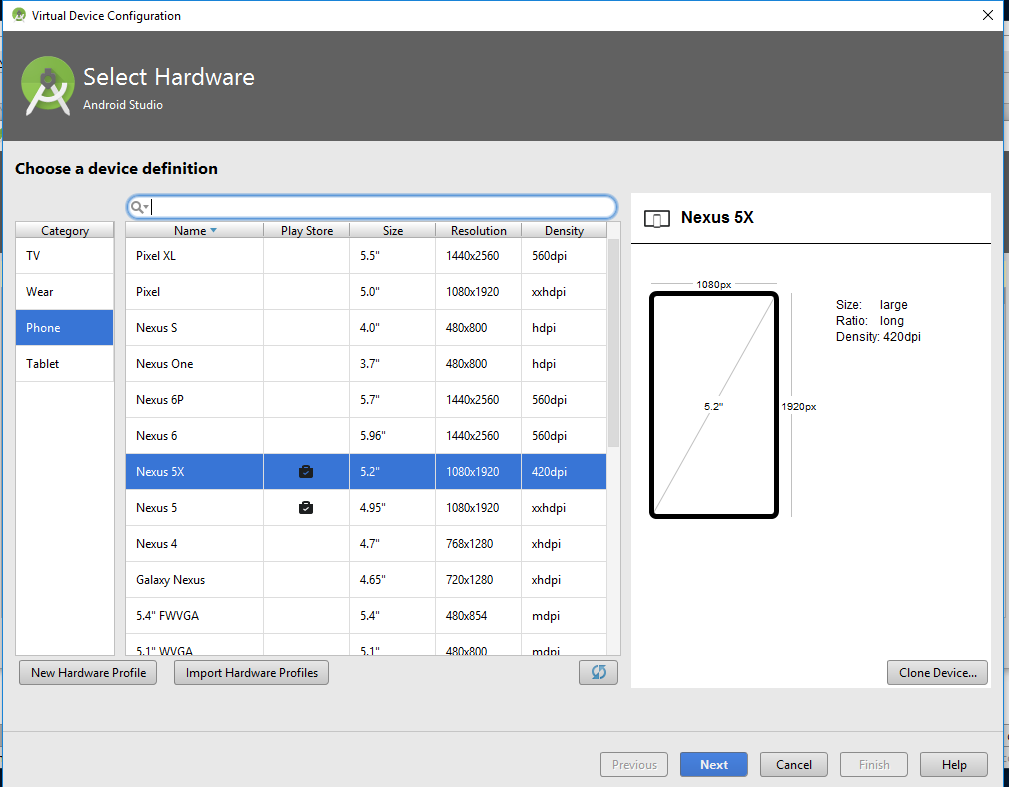 Virtual Device Configuration
Select Hardware
Android Studio
Choose a device definition
Category
TV
Wear
Phone
Tablet
Name Play Store Size Resolution Density
Pixel XL 5.5" 1440x2560 560dpi
Pixel 5.0" 1080x1920 xxhdpi
Nexus S 4.0" 480x800 hdpi
Nexus One 3.7" 480x800 hdpi
Nexus 6P 5.7" 1440x2560 560dpi
Nexus 6 5.96" 1440x2560 560dpi
Nexus 5X 5.2" 1080x1920 420dpi
Nexus 5 4.95" 1080x1920 xxhdpi
Nexus 4 4.7" 768x1280 xhdpi
Galaxy Nexus 4.65" 720x1280 xhdpi
5.4" FWVGA 5.4" 480x854 mdpi
5.1" WVGA 5.1" 480x800 mdpi
New Hardware Profile
Import Hardware Profiles
Nexus 5X
1080px
5.2"
1920px
Size: large
Ratio: long
Density: 420dpi
Clone Device...
Previous
Next
Cancel
Finish
Help